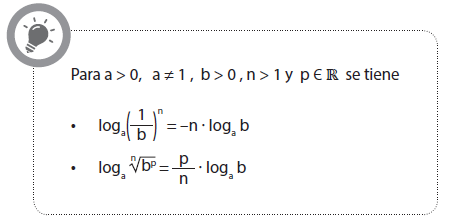 Para a > 0, a ≠ 1, b > 0, n > 1 y p ∈ ℝ se tiene
• logₐ(1/b)ⁿ = –n · logₐ b
• logₐ ⁿ√bᵖ = p/n · logₐ b